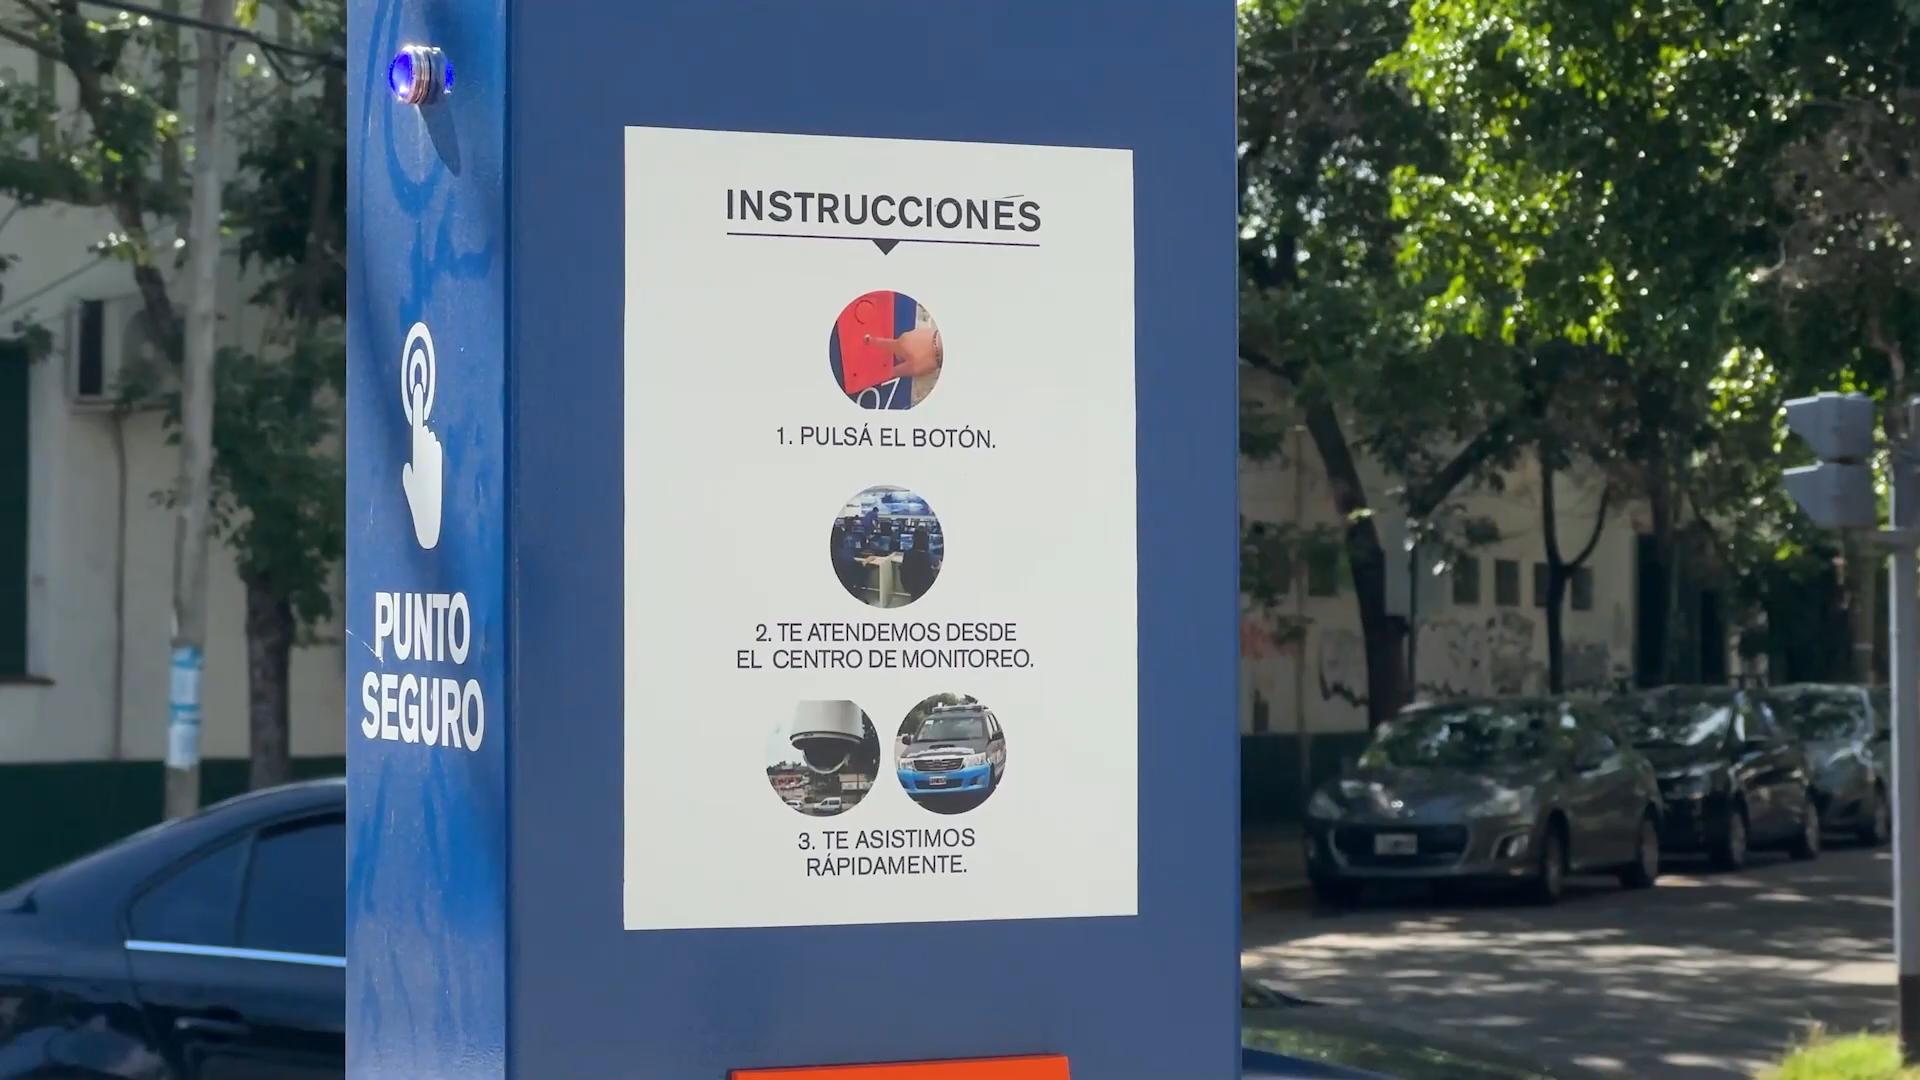 PUNTO
SEGURO
INSTRUCCIONES
07
1. PULSÁ EL BOTÓN.
2. TE ATENDEMOS DESDE
EL CENTRO DE MONITOREO.
3. TE ASISTIMOS
RÁPIDAMENTE.